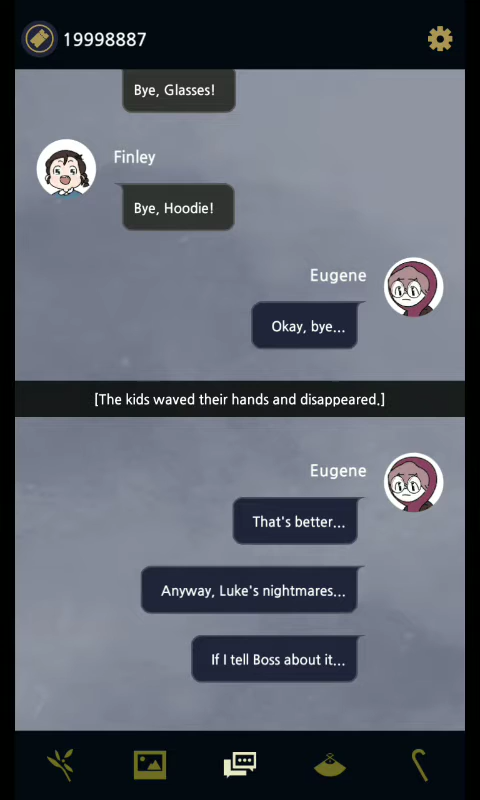 19998887
Bye, Glasses!
Finley
Bye, Hoodie!
Eugene
Okay, bye...
[The kids waved their hands and disappeared.]
Eugene
That's better...
Anyway, Luke's nightmares...
If I tell Boss about it...